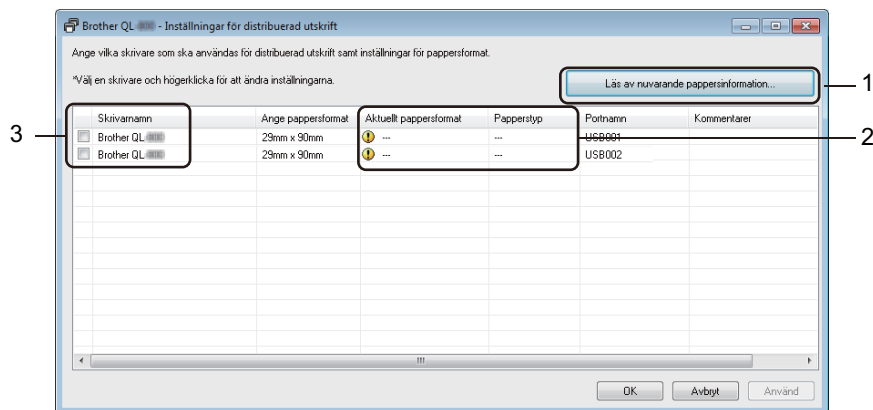 Brother QL- - Inställningar för distribuerad utskrift
Ange vilka skrivare som ska användas för distribuerad utskrift samt inställningar för pappersformat.
*Välj en skrivare och högerklicka för att ändra inställningarna.
Läs av nuvarande pappersinformation...
1
3
Skrivarnamn Ange pappersformat Aktuellt pappersformat Papperstyp Portnamn Kommentarer
Brother QL- 29mm x 90mm --- --- USB001
2
Brother QL- 29mm x 90mm --- --- USB002
OK Avbryt Använd